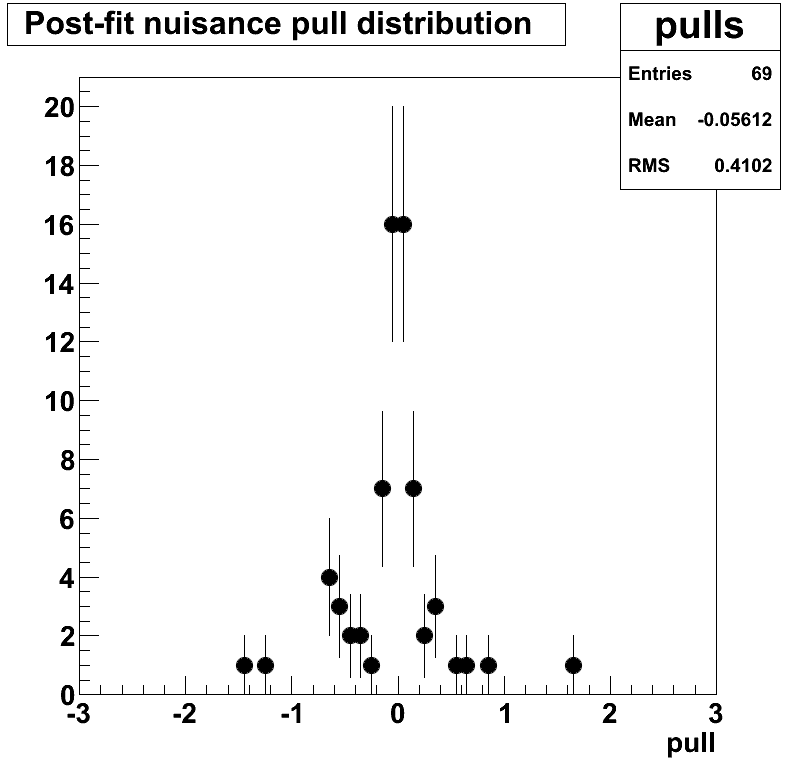 Post-fit nuisance pull distribution
pulls
Entries 69
Mean -0.05612
RMS 0.4102
20
18
16
14
12
10
8
6
4
2
0
-3 -2 -1 0 1 2 3
pull